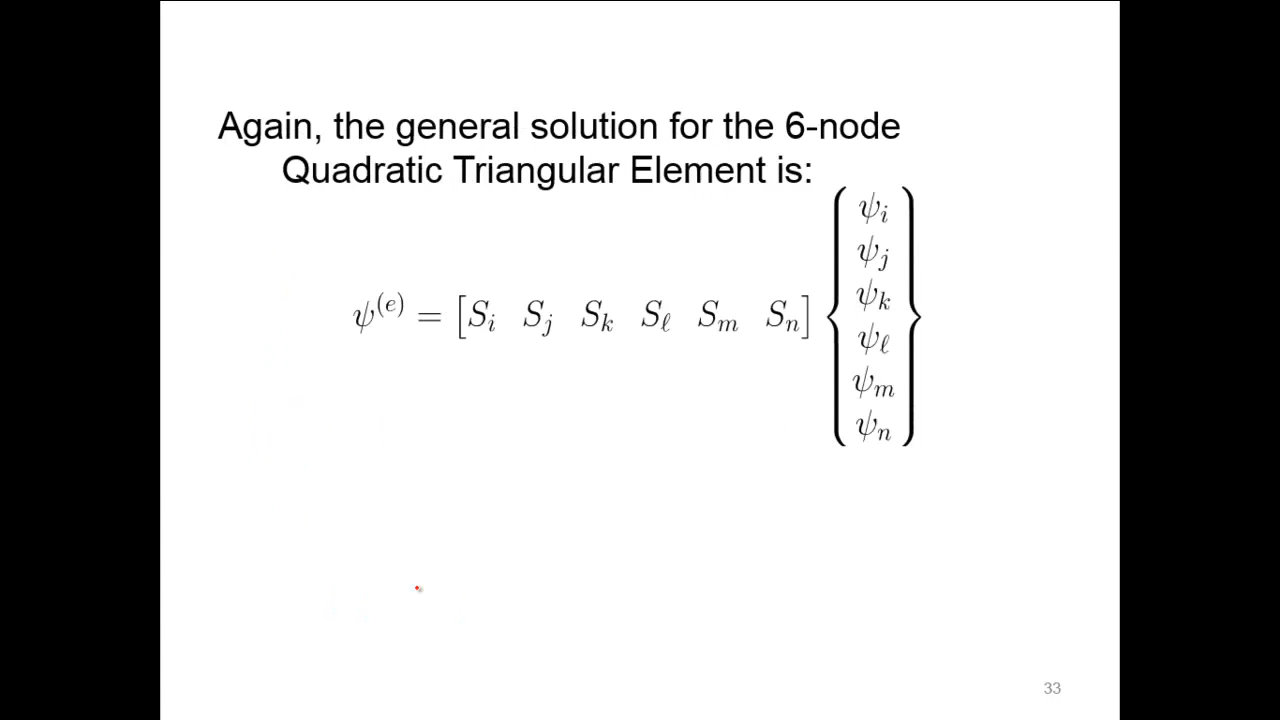 Again, the general solution for the 6-node
Quadratic Triangular Element is:
ψ^{(e)} = [S_i S_j S_k S_ℓ S_m S_n] { ψ_i ψ_j ψ_k ψ_ℓ ψ_m ψ_n }
33